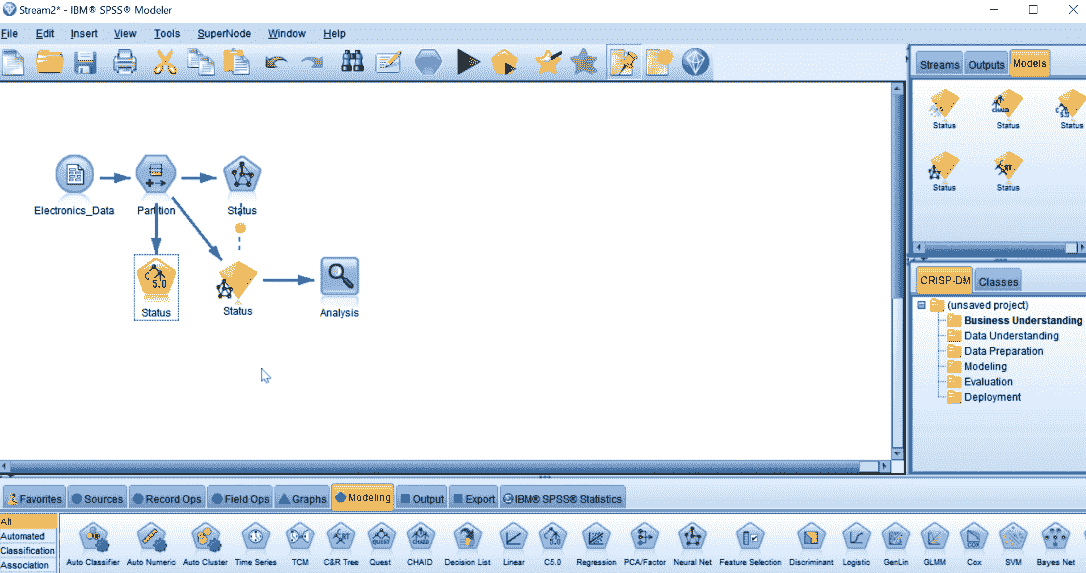 Stream2* - IBM® SPSS® Modeler
File Edit Insert View Tools SuperNode Window Help
Streams Outputs Models
Status Status Status
Status Status
Electronics_Data Partition Status
5.0
Status Status Analysis
CRISP-DM Classes
(unsaved project)
Business Understanding
Data Understanding
Data Preparation
Modeling
Evaluation
Deployment
Favorites Sources Record Ops Field Ops Graphs Modeling Output Export IBM® SPSS® Statistics
All
Automated
Classification
Association
Auto Classifier Auto Numeric Auto Cluster Time Series TCM C&R Tree Quest CHAID Decision List Linear C5.0 Regression PCA/Factor Neural Net Feature Selection Discriminant Logistic GenLin GLMM Cox SVM Bayes Net